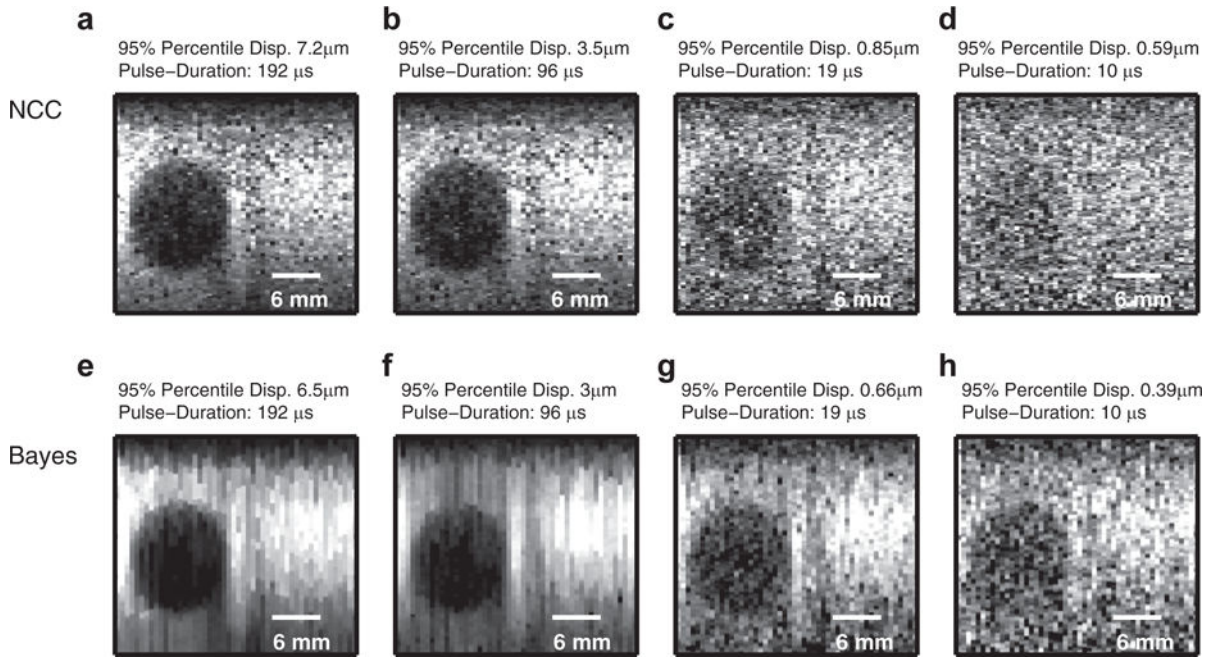 a
95% Percentile Disp. 7.2μm
Pulse−Duration: 192 μs
b
95% Percentile Disp. 3.5μm
Pulse−Duration: 96 μs
c
95% Percentile Disp. 0.85μm
Pulse−Duration: 19 μs
d
95% Percentile Disp. 0.59μm
Pulse−Duration: 10 μs
NCC
6 mm
6 mm
6 mm
6 mm
e
95% Percentile Disp. 6.5μm
Pulse−Duration: 192 μs
f
95% Percentile Disp. 3μm
Pulse−Duration: 96 μs
g
95% Percentile Disp. 0.66μm
Pulse−Duration: 19 μs
h
95% Percentile Disp. 0.39μm
Pulse−Duration: 10 μs
Bayes
6 mm
6 mm
6 mm
6 mm